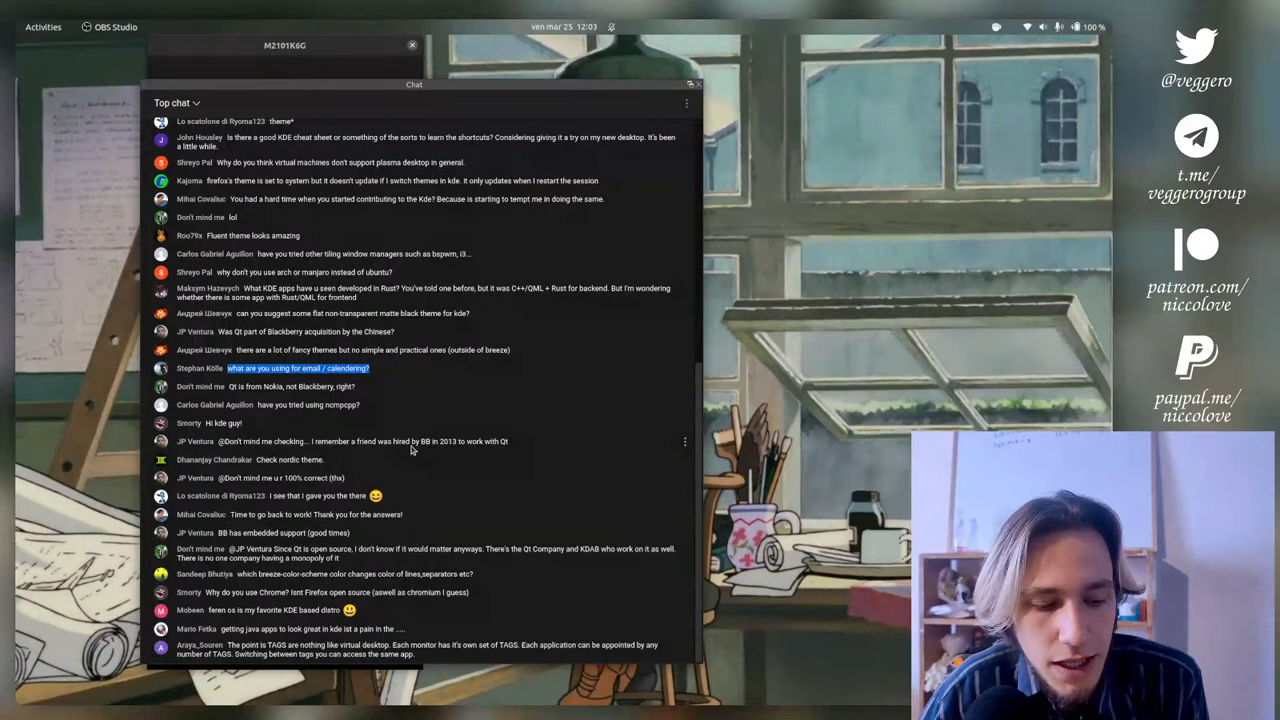 Activities
OBS Studio
ven mar 25 12:03
100 %
M2101K6G
Chat
Top chat
Lo scatolone di Ryoma123 theme*
John Housley Is there a good KDE cheat sheet or something of the sorts to learn the shortcuts? Considering giving it a try on my new desktop. It's been
a little while.
Shreyo Pal Why do you think virtual machines don't support plasma desktop in general.
Kajoma firefox's theme is set to system but it doesn't update if I switch themes in kde. it only updates when I restart the session
Mihai Covaliuc You had a hard time when you started contributing to the Kde? Because is starting to tempt me in doing the same.
Don't mind me lol
Roo79x Fluent theme looks amazing
Carlos Gabriel Aguillon have you tried other tiling window managers such as bspwm, i3...
Shreyo Pal why don't you use arch or manjaro instead of ubuntu?
Maksym Hazevych What KDE apps have u seen developed in Rust? You've told one before, but it was C++/QML + Rust for backend. But I'm wondering
whether there is some app with Rust/QML for frontend
Андрей Шевчук can you suggest some flat non-transparent matte black theme for kde?
JP Ventura Was Qt part of Blackberry acquisition by the Chinese?
Андрей Шевчук there are a lot of fancy themes but no simple and practical ones (outside of breeze)
Stephan Kölle what are you using for email / calendering?
Don't mind me Qt is from Nokia, not Blackberry, right?
Carlos Gabriel Aguillon have you tried using ncmpcpp?
Smorty Hi kde guy!
JP Ventura @Don't mind me checking... I remember a friend was hired by BB in 2013 to work with Qt
Dhananjay Chandrakar Check nordic theme.
JP Ventura @Don't mind me u r 100% correct (thx)
Lo scatolone di Ryoma123 I see that I gave you the there
Mihai Covaliuc Time to go back to work! Thank you for the answers!
JP Ventura BB has embedded support (good times)
Don't mind me @JP Ventura Since Qt is open source, I don't know if it would matter anyways. There's the Qt Company and KDAB who work on it as well.
There is no one company having a monopoly of it
Sandeep Bhutiya which breeze-color-scheme color changes color of lines,separators etc?
Smorty Why do you use Chrome? Isnt Firefox open source (aswell as chromium I guess)
Mobeen feren os is my favorite KDE based distro
Mario Fetka getting java apps to look great in kde ist a pain in the .....
Araya_Souren The point is TAGS are nothing like virtual desktop. Each monitor has it's own set of TAGS. Each application can be appointed by any
number of TAGS. Switching between tags you can access the same app.
@veggero
t.me/
veggerogroup
patreon.com/
niccolove
paypal.me/
niccolove